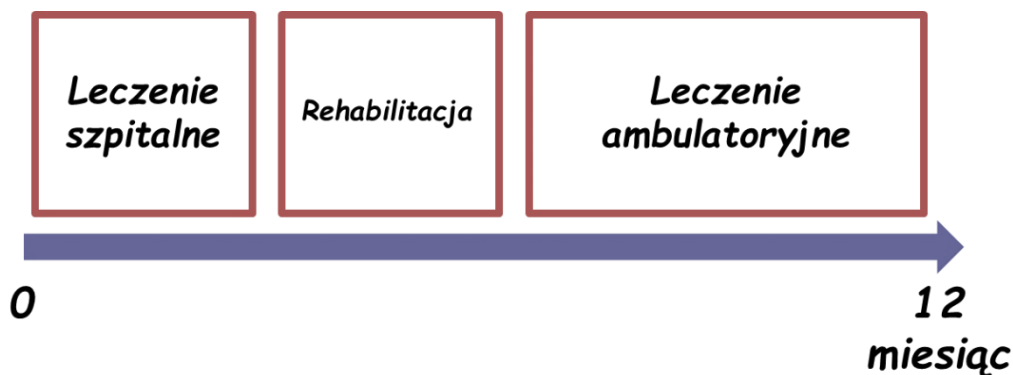 Leczenie
szpitalne
Rehabilitacja
Leczenie
ambulatoryjne
0
12
miesiąc